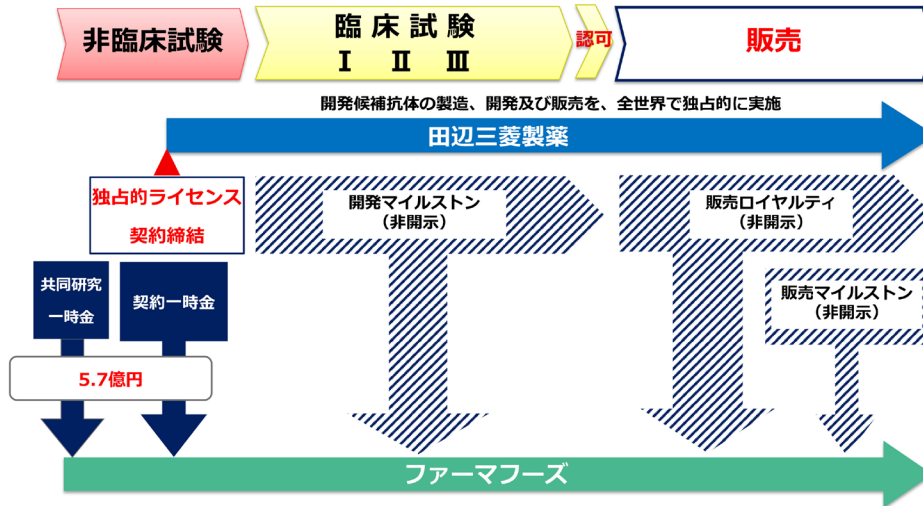 非臨床試験
臨床試験
Ⅰ Ⅱ Ⅲ
認可
販売
開発候補抗体の製造、開発及び販売を、全世界で独占的に実施
田辺三菱製薬
独占的ライセンス
契約締結
開発マイルストン
（非開示）
販売ロイヤルティ
（非開示）
共同研究
一時金
契約一時金
販売マイルストン
（非開示）
5.7億円
ファーマフーズ